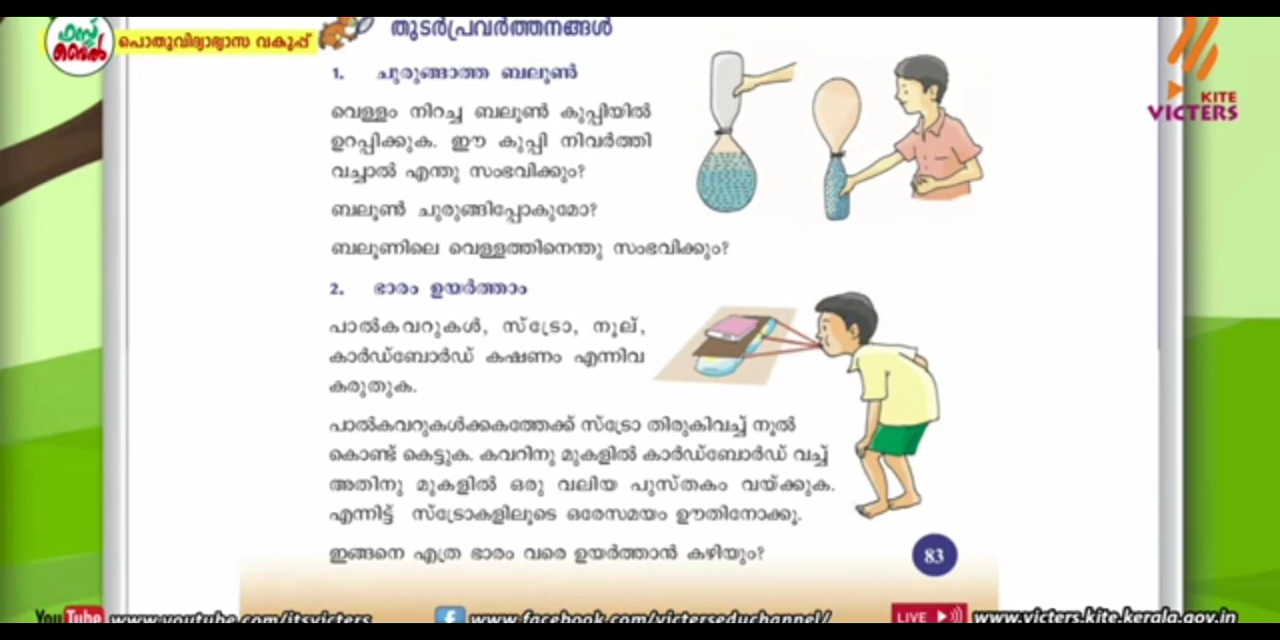 ഫസ്റ്റ്
ബെൽ
പൊതുവിദ്യാഭ്യാസ വകുപ്പ്
തുടർപ്രവർത്തനങ്ങൾ
KITE
VICTERS
1. ചുരുങ്ങാത്ത ബലൂൺ
വെള്ളം നിറച്ച ബലൂൺ കുപ്പിയിൽ
ഉറപ്പിക്കുക. ഈ കുപ്പി നിവർത്തി
വച്ചാൽ എന്തു സംഭവിക്കും?
ബലൂൺ ചുരുങ്ങിപ്പോകുമോ?
ബലൂണിലെ വെള്ളത്തിനെന്തു സംഭവിക്കും?
2. ഭാരം ഉയർത്താം
പാൽകവറുകൾ, സ്ട്രോ, നൂല്,
കാർഡ്ബോർഡ് കഷണം എന്നിവ
കരുതുക.
പാൽകവറുകൾക്കകത്തേക്ക് സ്ട്രോ തിരുകിവച്ച് നൂൽ
കൊണ്ട് കെട്ടുക. കവറിനു മുകളിൽ കാർഡ്ബോർഡ് വച്ച്
അതിനു മുകളിൽ ഒരു വലിയ പുസ്തകം വയ്ക്കുക.
എന്നിട്ട് സ്ട്രോകളിലൂടെ ഒരേസമയം ഊതിനോക്കൂ.
ഇങ്ങനെ എത്ര ഭാരം വരെ ഉയർത്താൻ കഴിയും?
83
YouTube www.youtube.com/itsvicters f www.facebook.com/victerseduchannel/ LIVE www.victers.kite.kerala.gov.in